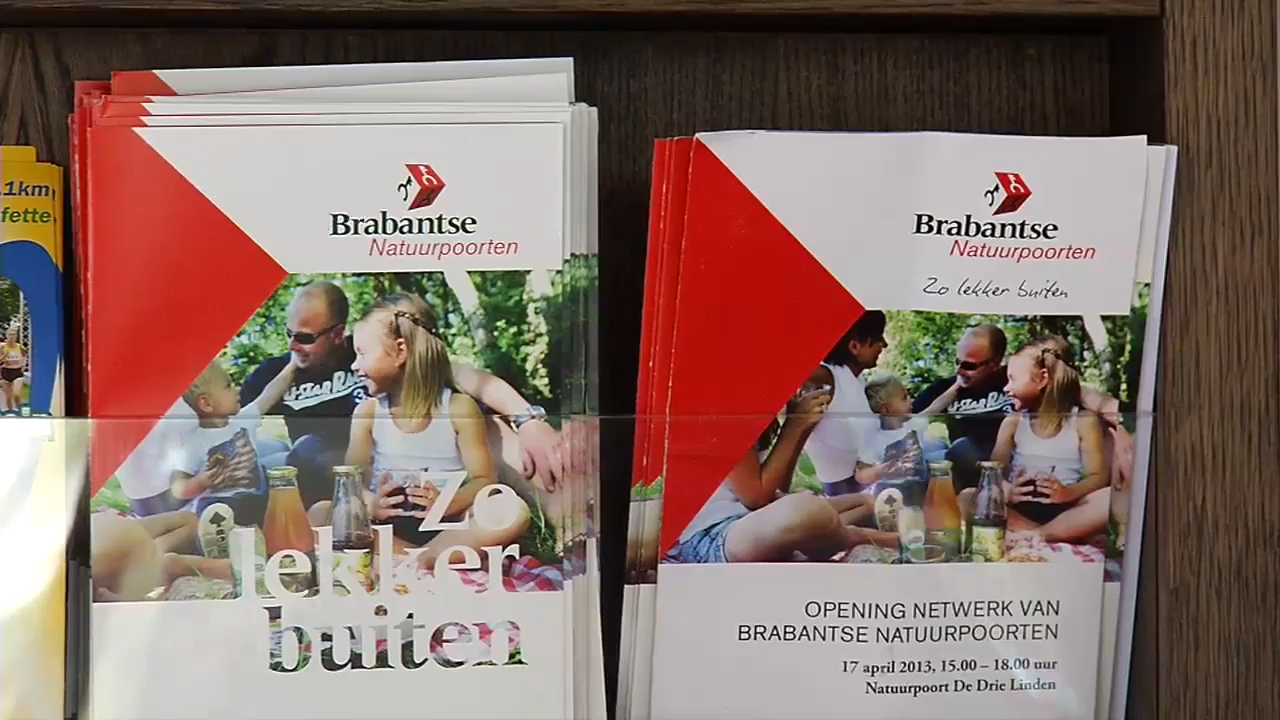 1km
fette
Brabantse
Natuurpoorten
Zo
lekker
buiten
Brabantse
Natuurpoorten
Zo lekker buiten
OPENING NETWERK VAN
BRABANTSE NATUURPOORTEN
17 april 2013, 15.00 – 18.00 uur
Natuurpoort De Drie Linden